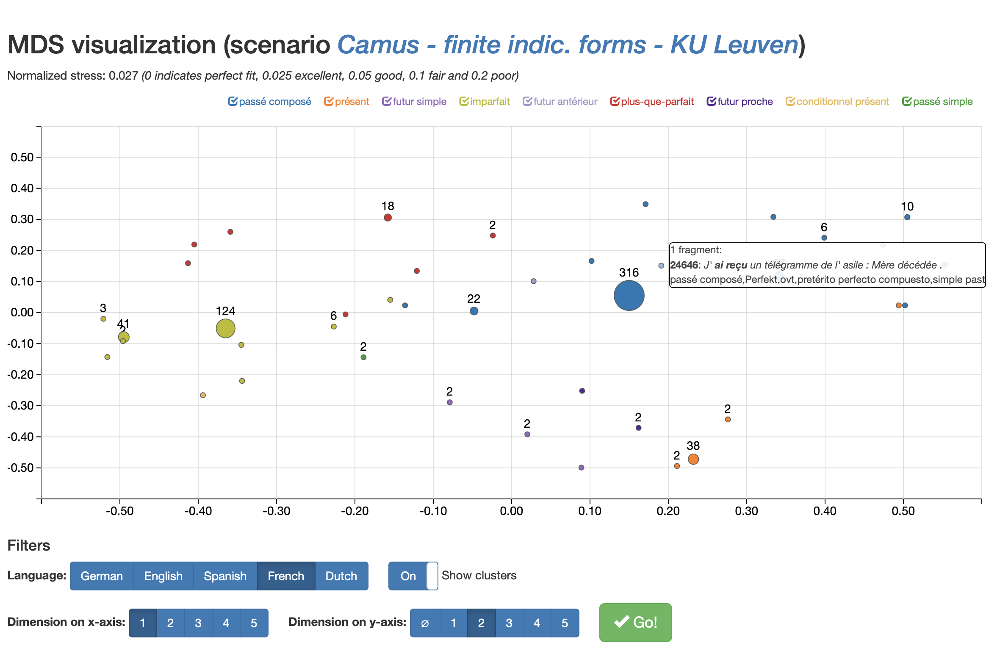 MDS visualization (scenario Camus - finite indic. forms - KU Leuven)
Normalized stress: 0.027 (0 indicates perfect fit, 0.025 excellent, 0.05 good, 0.1 fair and 0.2 poor)
passé composé présent futur simple imparfait futur antérieur plus-que-parfait futur proche conditionnel présent passé simple
0.50
0.40
18 10
0.30
2 6
0.20
1 fragment:
24646: J' ai reçu un télégramme de l' asile : Mère décédée .
passé composé,Perfekt,ovt,pretérito perfecto compuesto,simple past
316
0.10
22
3 124 6
0.00
41
2
-0.10
2
-0.20
2
-0.30
2 2 2
-0.40
38
2
-0.50
-0.50 -0.40 -0.30 -0.20 -0.10 0.00 0.10 0.20 0.30 0.40 0.50
Filters
Language: German English Spanish French Dutch On Show clusters
Dimension on x-axis: 1 2 3 4 5 Dimension on y-axis: ∅ 1 2 3 4 5 Go!